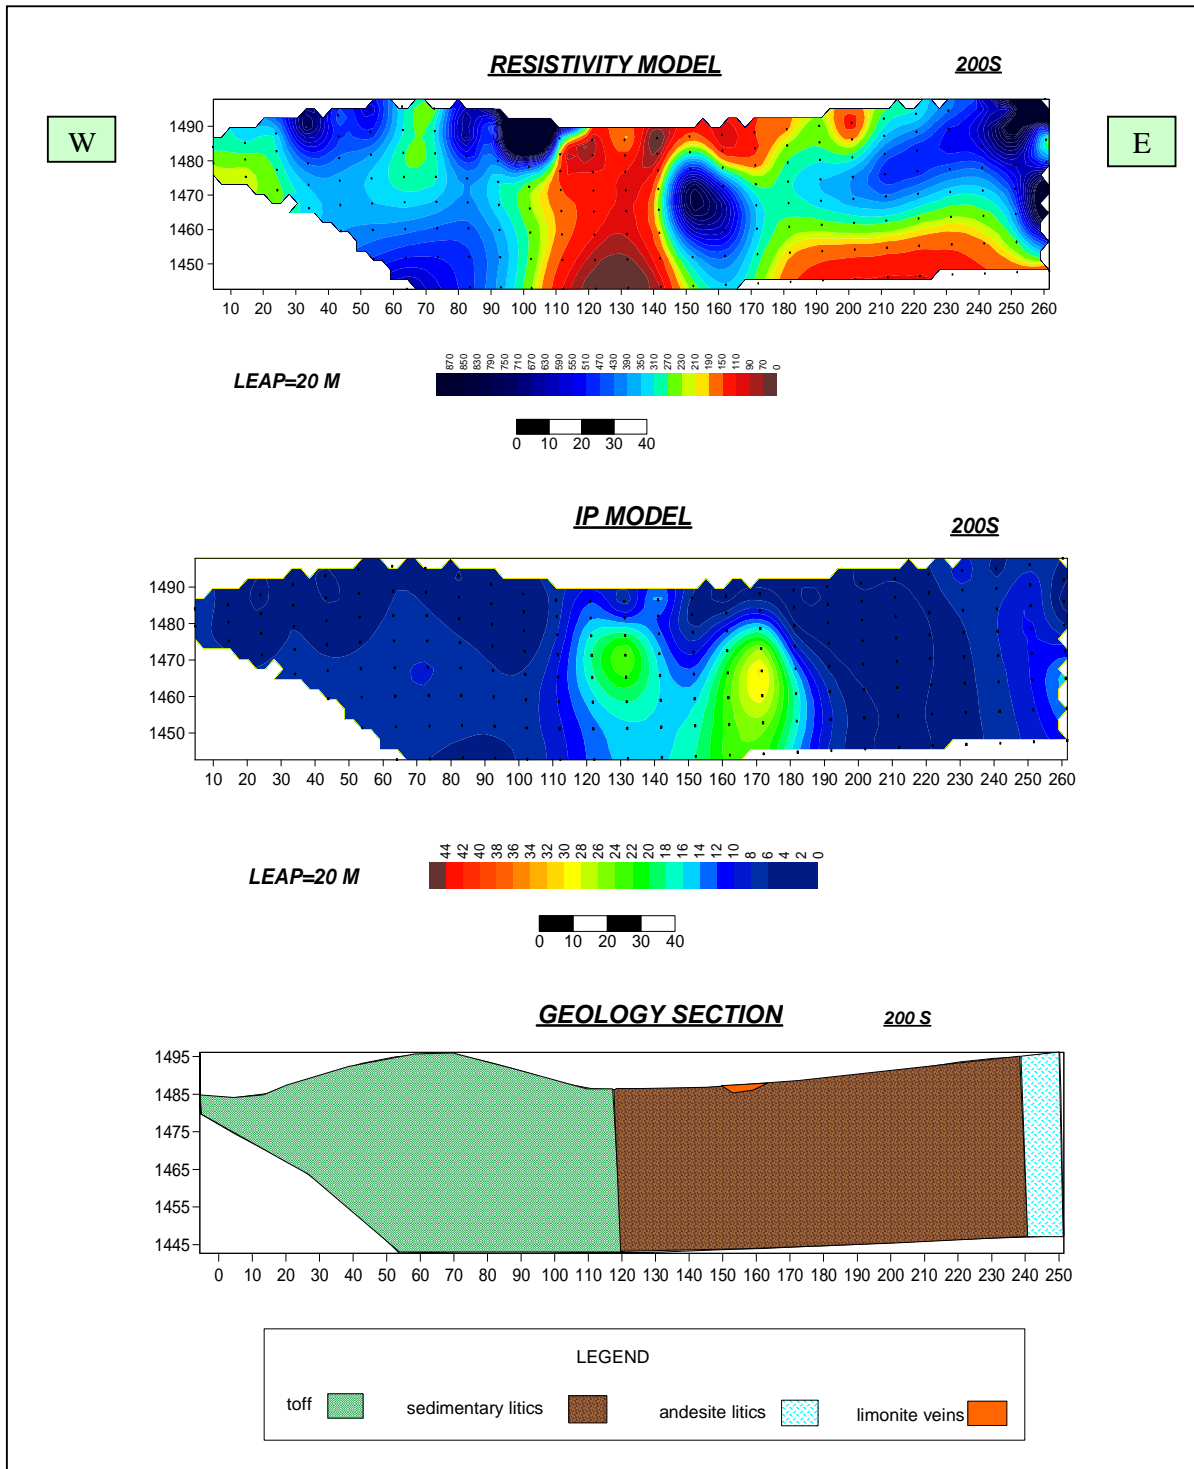 RESISTIVITY MODEL 200S
W
E
1490
1480
1470
1460
1450
10 20 30 40 50 60 70 80 90 100 110 120 130 140 150 160 170 180 190 200 210 220 230 240 250 260
LEAP=20 M
870 850 830 790 750 710 670 630 590 550 510 470 430 390 350 310 270 230 210 190 150 110 90 70 0
0 10 20 30 40
IP MODEL 200S
1490
1480
1470
1460
1450
10 20 30 40 50 60 70 80 90 100 110 120 130 140 150 160 170 180 190 200 210 220 230 240 250 260
LEAP=20 M
44 42 40 38 36 34 32 30 28 26 24 22 20 18 16 14 12 10 8 6 4 2 0
0 10 20 30 40
GEOLOGY SECTION 200 S
1495
1485
1475
1465
1455
1445
0 10 20 30 40 50 60 70 80 90 100 110 120 130 140 150 160 170 180 190 200 210 220 230 240 250
LEGEND
toff sedimentary litics andesite litics limonite veins